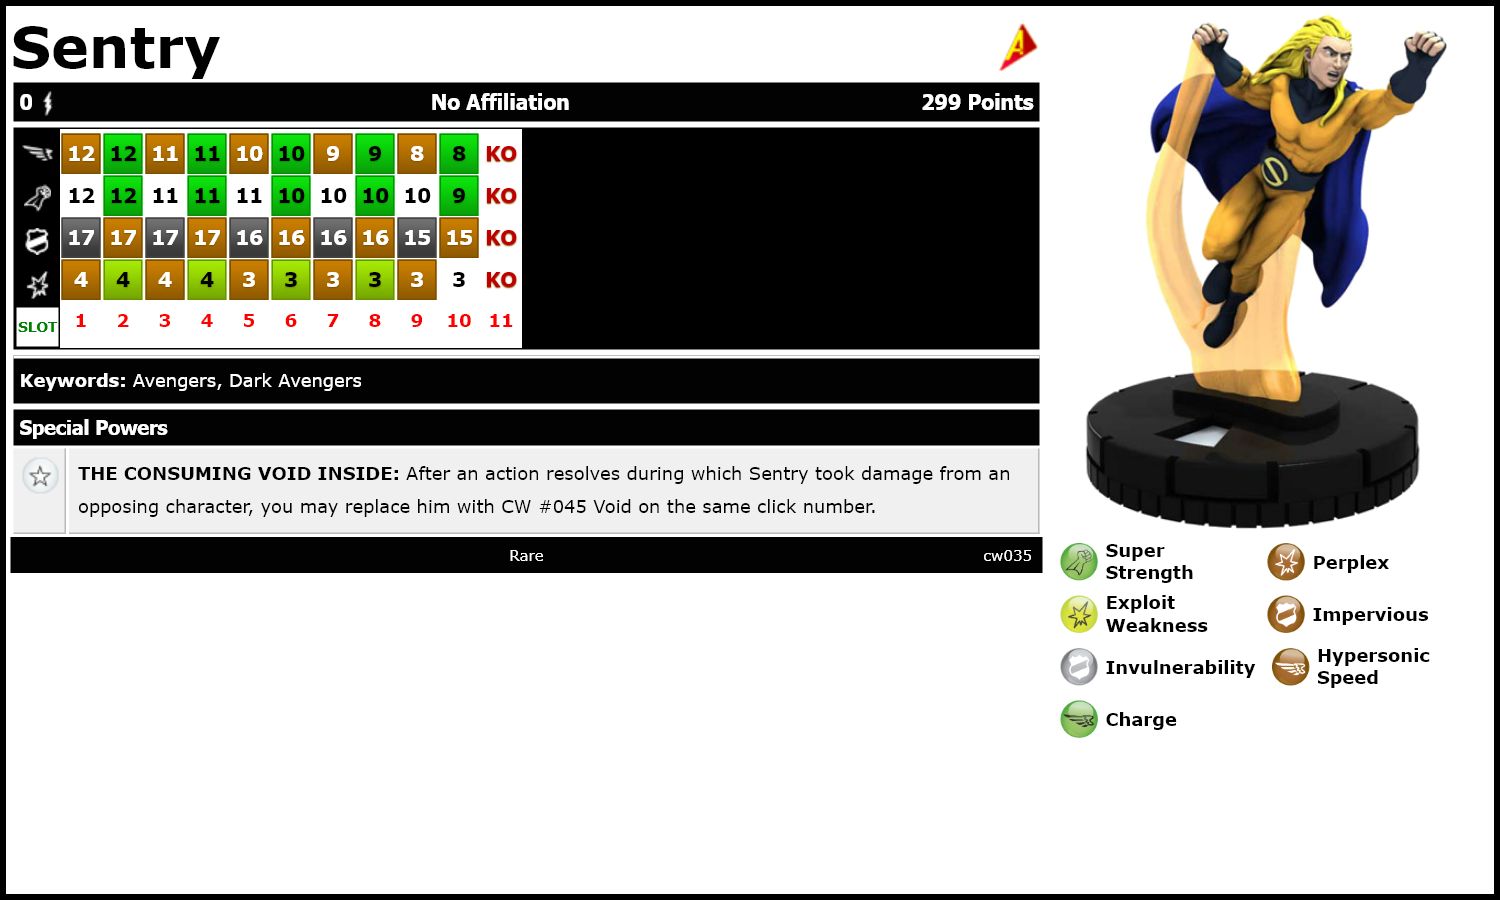 Sentry
A
0 No Affiliation 299 Points
12 12 11 11 10 10 9 9 8 8 KO
12 12 11 11 11 10 10 10 10 9 KO
17 17 17 17 16 16 16 16 15 15 KO
4 4 4 4 3 3 3 3 3 3 KO
SLOT 1 2 3 4 5 6 7 8 9 10 11
Keywords: Avengers, Dark Avengers
Special Powers
THE CONSUMING VOID INSIDE: After an action resolves during which Sentry took damage from an
opposing character, you may replace him with CW #045 Void on the same click number.
Rare cw035
S
Super
Strength
Perplex
Exploit
Weakness
Impervious
Invulnerability
Hypersonic
Speed
Charge